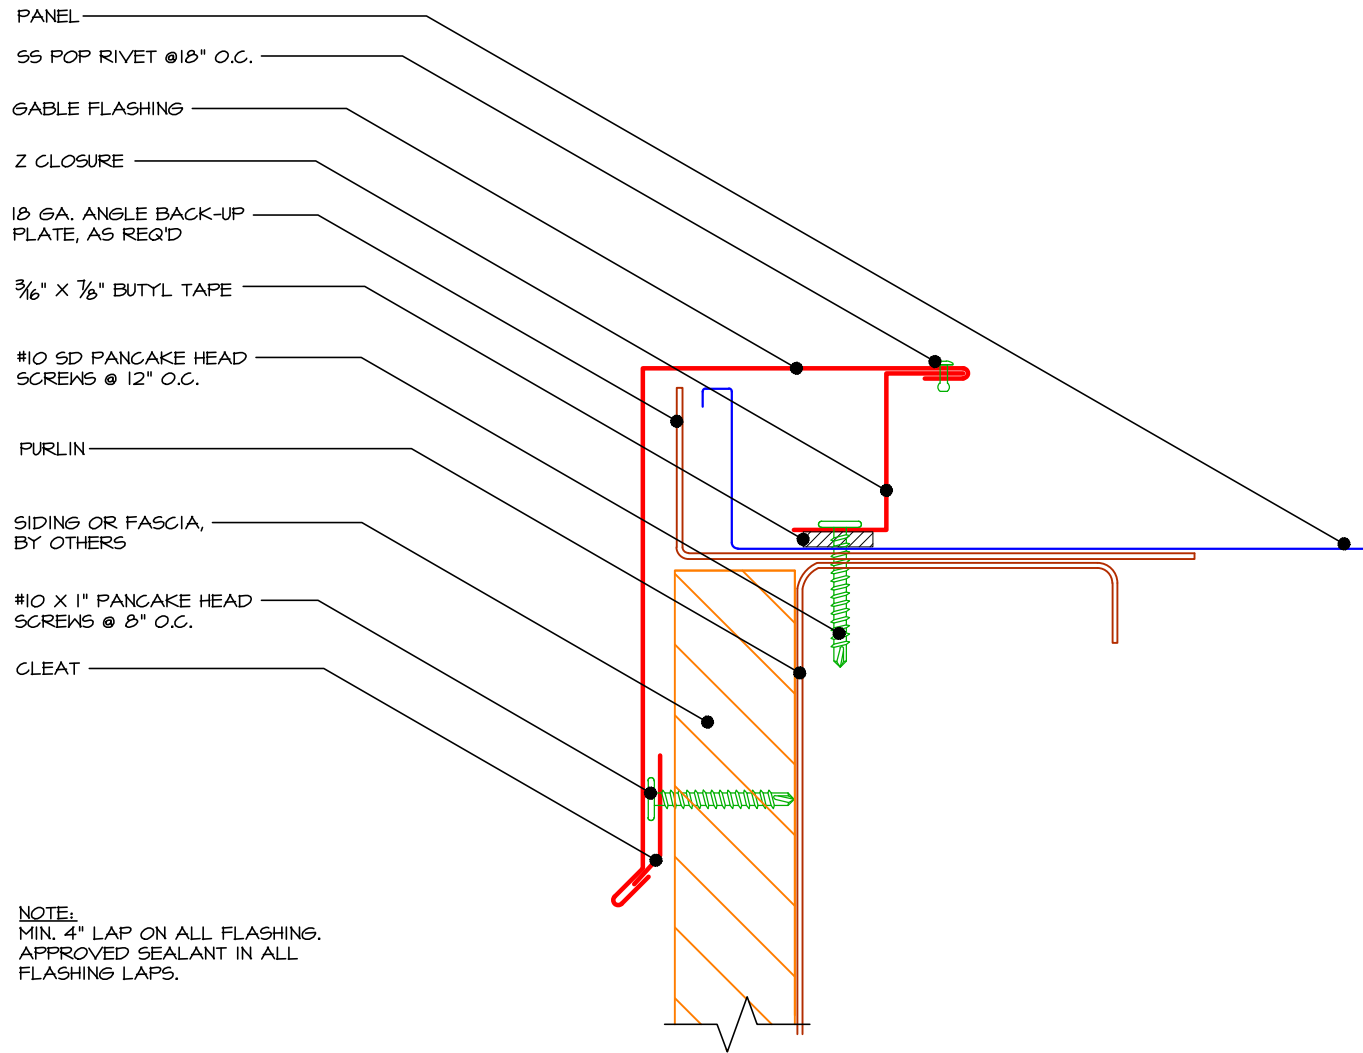 PANEL
SS POP RIVET @18" O.C.
GABLE FLASHING
Z CLOSURE
18 GA. ANGLE BACK-UP
PLATE, AS REQ'D
3/16" X 7/8" BUTYL TAPE
#10 SD PANCAKE HEAD
SCREWS @ 12" O.C.
PURLIN
SIDING OR FASCIA,
BY OTHERS
#10 X 1" PANCAKE HEAD
SCREWS @ 8" O.C.
CLEAT
NOTE:
MIN. 4" LAP ON ALL FLASHING.
APPROVED SEALANT IN ALL
FLASHING LAPS.